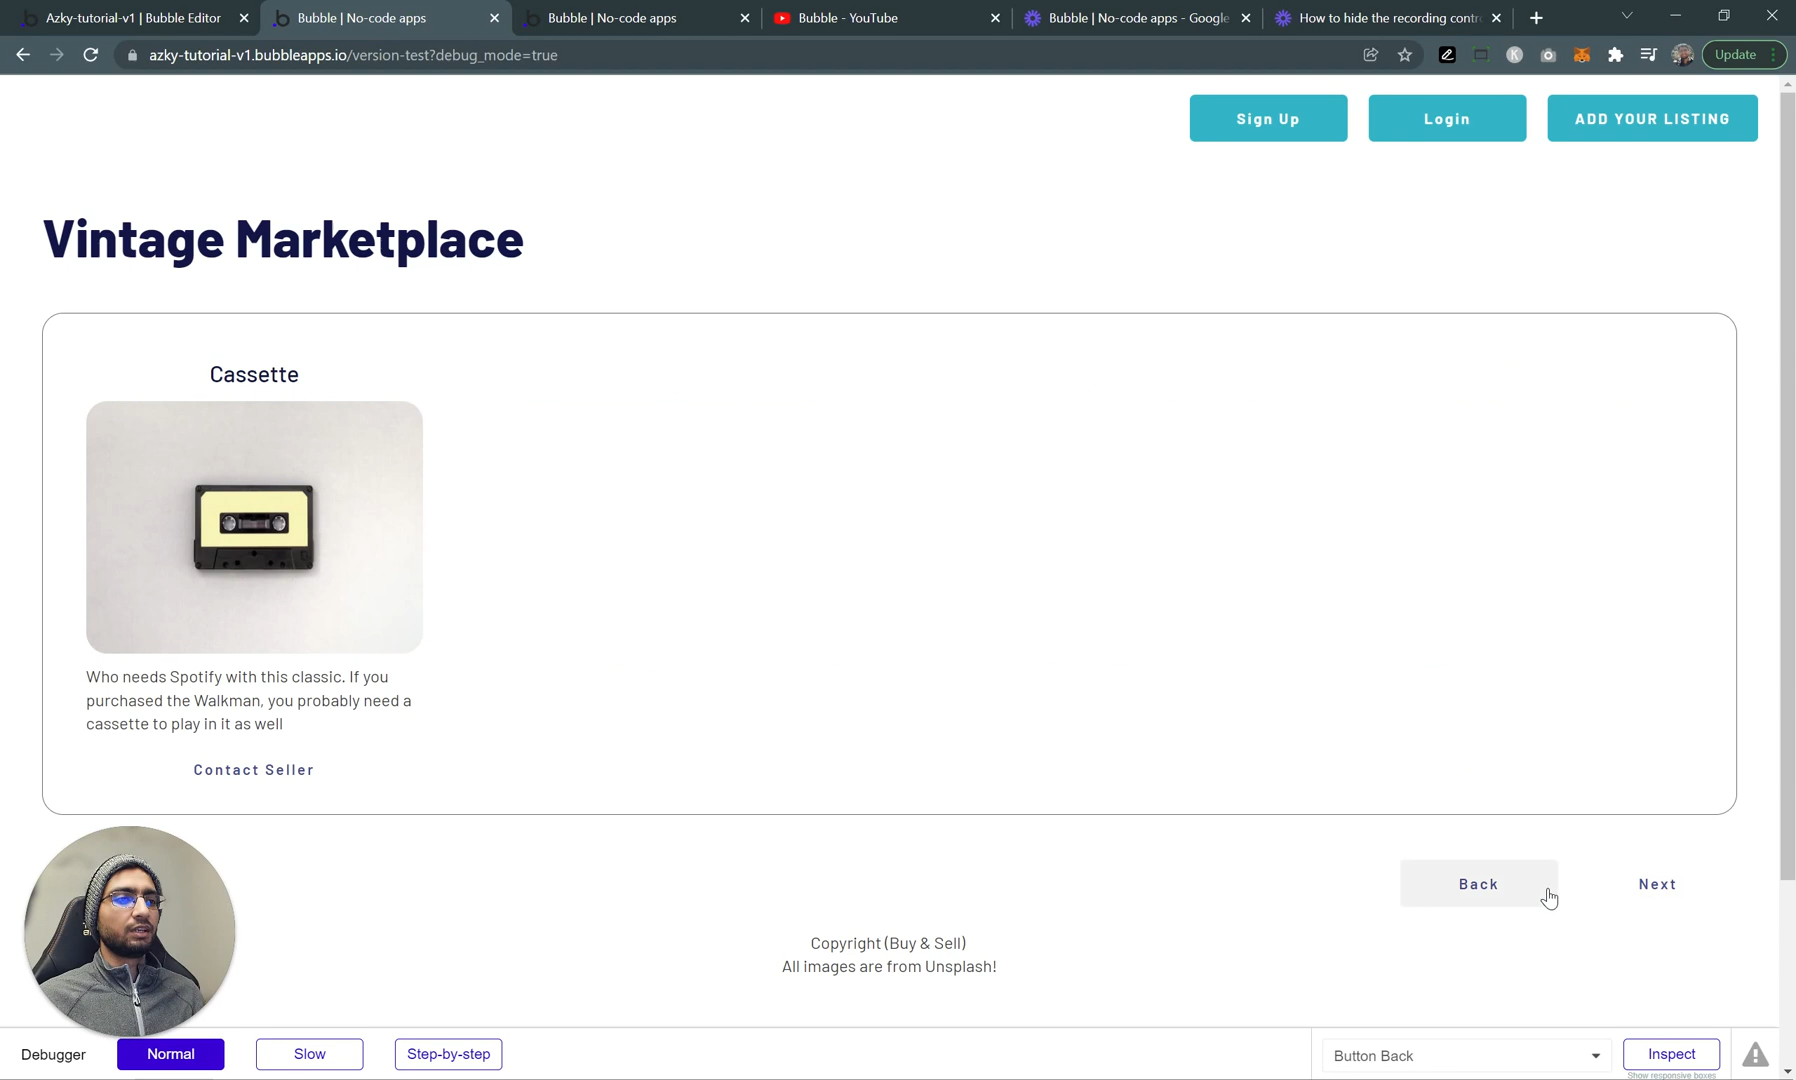 Azky-tutorial-v1 | Bubble Editor
Bubble | No-code apps
Bubble | No-code apps
Bubble - YouTube
Bubble | No-code apps - Google
How to hide the recording contr
azky-tutorial-v1.bubbleapps.io/version-test?debug_mode=true
Update
Sign Up
Login
ADD YOUR LISTING
Vintage Marketplace
Cassette
Who needs Spotify with this classic. If you
purchased the Walkman, you probably need a
cassette to play in it as well
Contact Seller
Back
Next
Copyright (Buy & Sell)
All images are from Unsplash!
Debugger
Normal
Slow
Step-by-step
Button Back
Inspect
Show responsive boxes